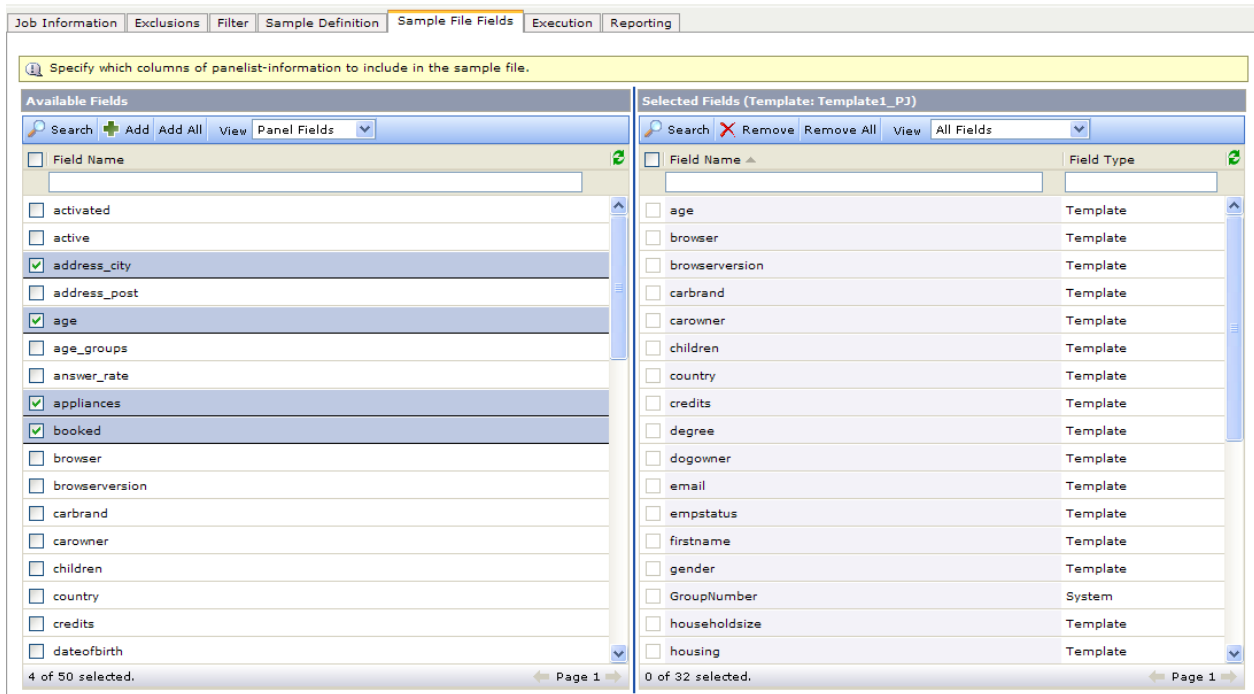 Job Information Exclusions Filter Sample Definition Sample File Fields Execution Reporting
Specify which columns of panelist-information to include in the sample file.
Available Fields
Search Add Add All View Panel Fields
Field Name
activated
active
address_city
address_post
age
age_groups
answer_rate
appliances
booked
browser
browserversion
carbrand
carowner
children
country
credits
dateofbirth
4 of 50 selected. Page 1
Selected Fields (Template: Template1_PJ)
Search Remove Remove All View All Fields
Field Name Field Type
age Template
browser Template
browserversion Template
carbrand Template
carowner Template
children Template
country Template
credits Template
degree Template
dogowner Template
email Template
empstatus Template
firstname Template
gender Template
GroupNumber System
householdsize Template
housing Template
0 of 32 selected. Page 1